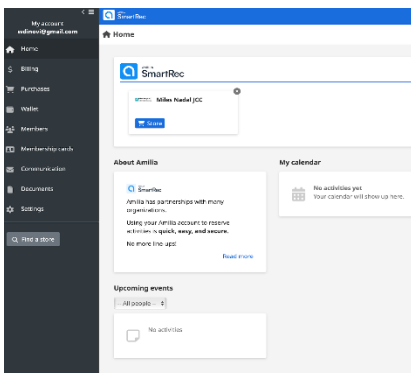 My account
ordinovi@gmail.com
Home
Billing
Purchases
Wallet
Members
Membership cards
Communication
Documents
Settings
Find a store
SmartRec
Home
SmartRec
Miles Nadal JCC
Store
About Amilia
SmartRec
Amilia has partnerships with many
organizations.
Using your Amilia account to reserve
activities is quick, easy, and secure.
No more line-ups!
Read more
My calendar
No activities yet
Your calendar will show up here.
Upcoming events
-- All people --
No activities